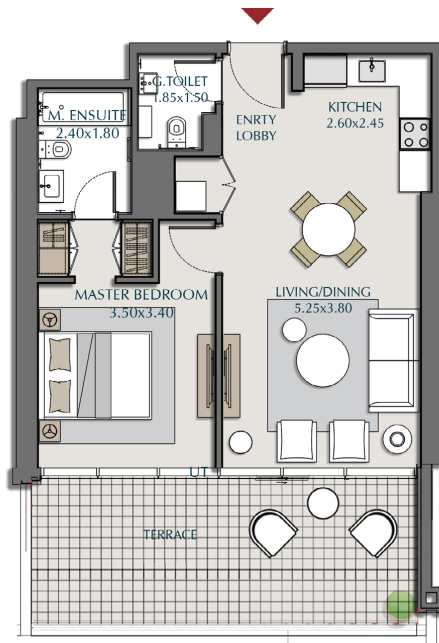 G.TOILET
1.85x1.50
M. ENSUITE
2.40x1.80
ENRTY
LOBBY
KITCHEN
2.60x2.45
MASTER BEDROOM
3.50x3.40
LIVING/DINING
5.25x3.80
UT
TERRACE